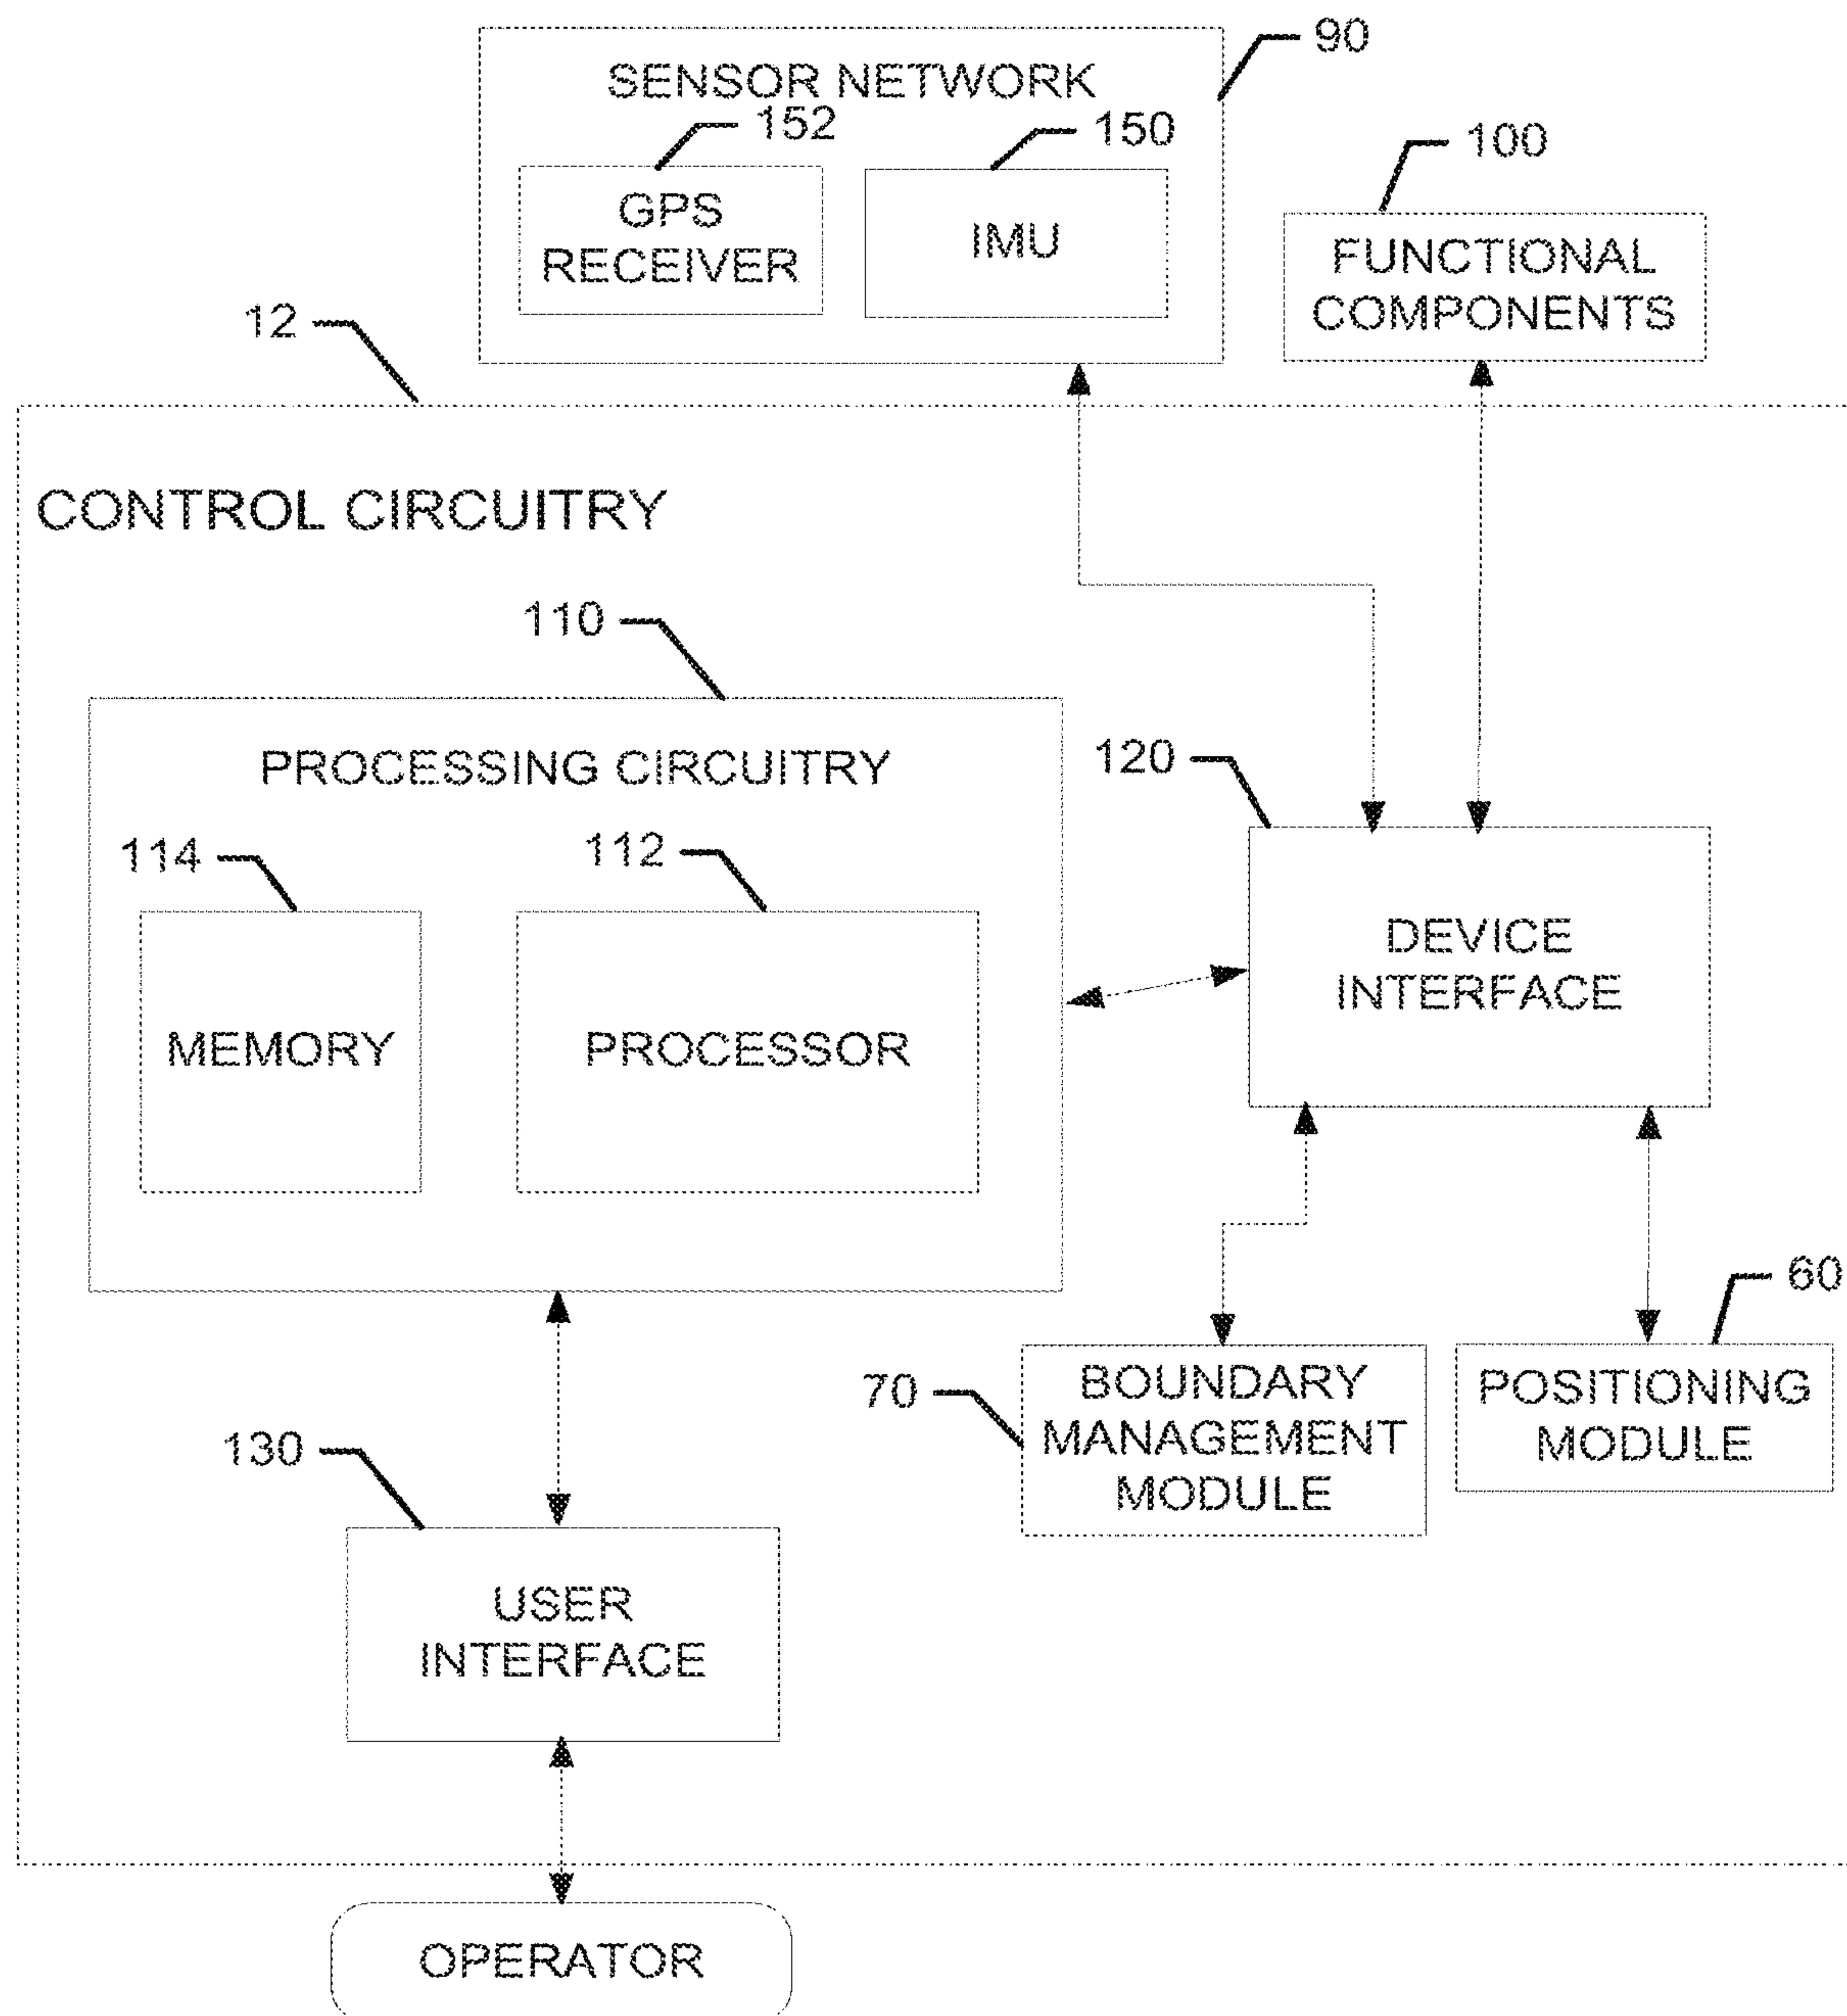 90
SENSOR NETWORK
152
150
100
GPS
RECEIVER
IMU
FUNCTIONAL
COMPONENTS
12
CONTROL CIRCUITRY
110
PROCESSING CIRCUITRY
120
114
112
DEVICE
INTERFACE
MEMORY
PROCESSOR
60
70
BOUNDARY
MANAGEMENT
MODULE
POSITIONING
MODULE
130
USER
INTERFACE
OPERATOR